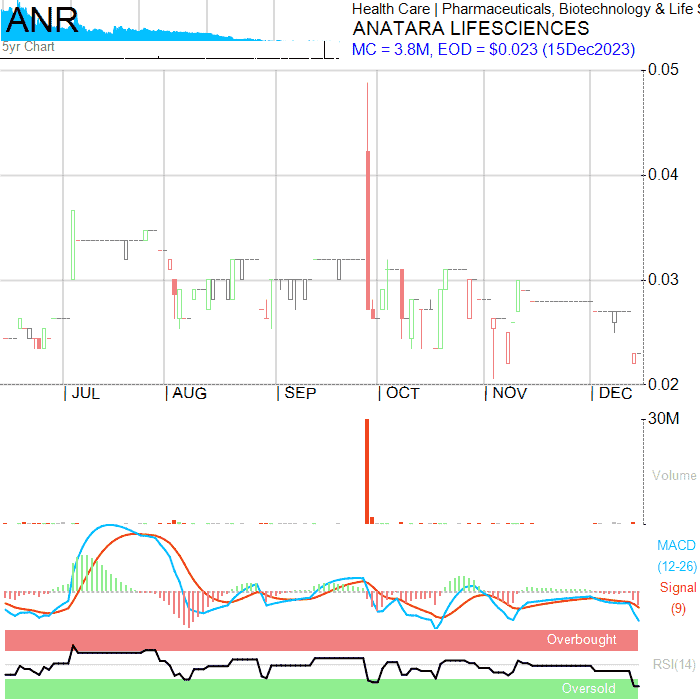 ANR
5yr Chart
Health Care | Pharmaceuticals, Biotechnology & Life S
ANATARA LIFESCIENCES
MC = 3.8M, EOD = $0.023 (15Dec2023)
0.05
0.04
0.03
0.02
| JUL | AUG | SEP | OCT | NOV | DEC
30M
Volume
MACD
(12-26)
Signal
(9)
Overbought
RSI(14)
Oversold